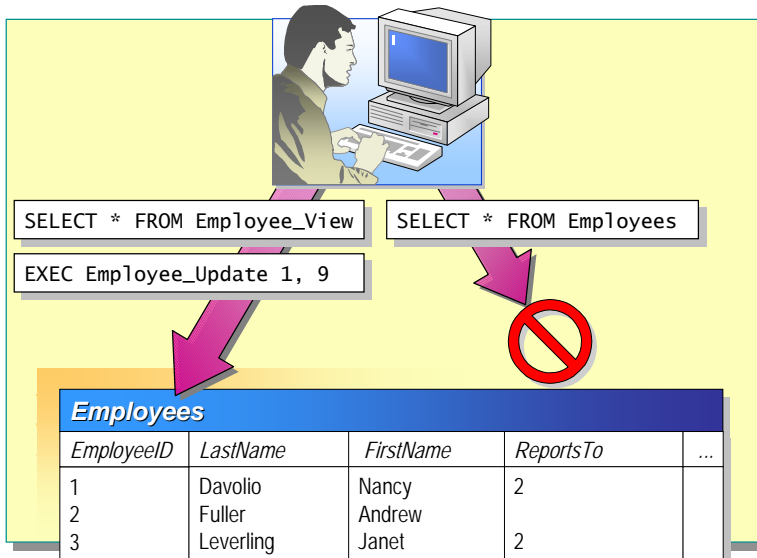 SELECT * FROM Employee_View
SELECT * FROM Employees
EXEC Employee_Update 1, 9
Employees
EmployeeID LastName FirstName ReportsTo ...
1 Davolio Nancy 2
2 Fuller Andrew
3 Leverling Janet 2